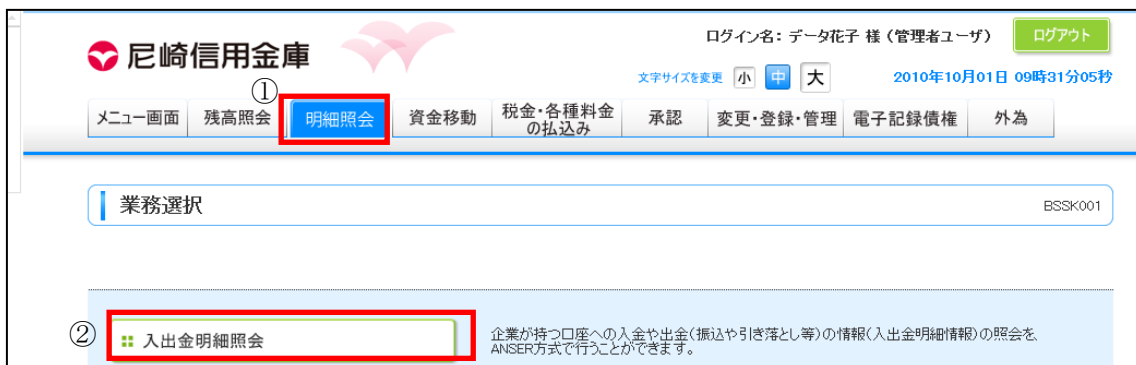 尼崎信用金庫
ログイン名：データ花子 様（管理者ユーザ）
ログアウト
文字サイズを変更 小 中 大
2010年10月01日 09時31分05秒
①
メニュー画面 残高照会 明細照会 資金移動 税金・各種料金の払込み 承認 変更・登録・管理 電子記録債権 外為
業務選択
BSSK001
②
入出金明細照会
企業が持つ口座への入金や出金（振込や引き落とし等）の情報（入出金明細情報）の照会を、
ANSER方式で行うことができます。